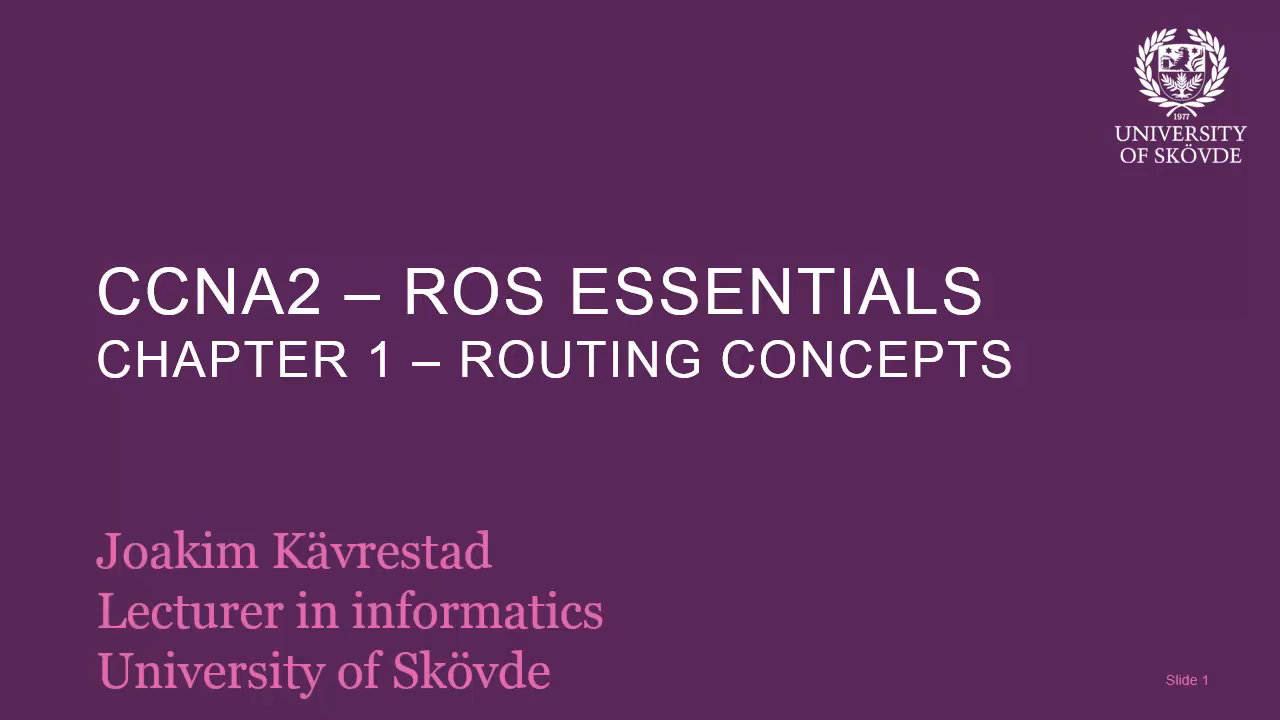 1977
UNIVERSITY
OF SKÖVDE
CCNA2 – ROS ESSENTIALS
CHAPTER 1 – ROUTING CONCEPTS
Joakim Kävrestad
Lecturer in informatics
University of Skövde
Slide 1